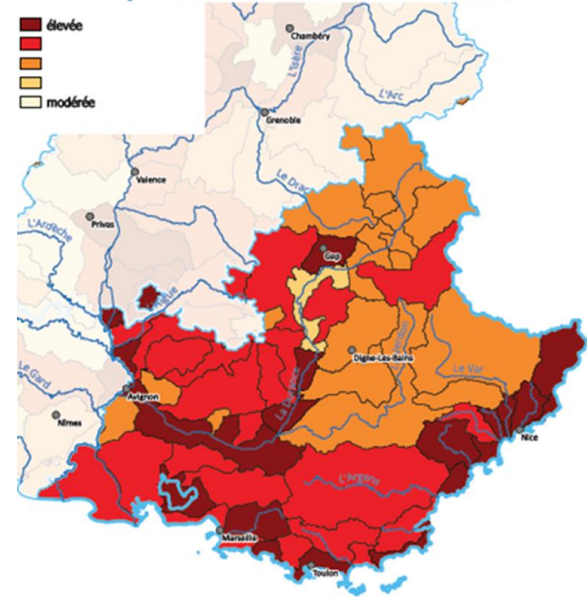 élevée
modérée
Chambéry
L'Isère
L'Arc
Grenoble
Valence
Le Drac
Privas
L'Ardèche
Gap
Le Gard
Digne-Les-Bains
La Durance
Le Var
Avignon
Nîmes
Nice
L'Argens
Marseille
Toulon